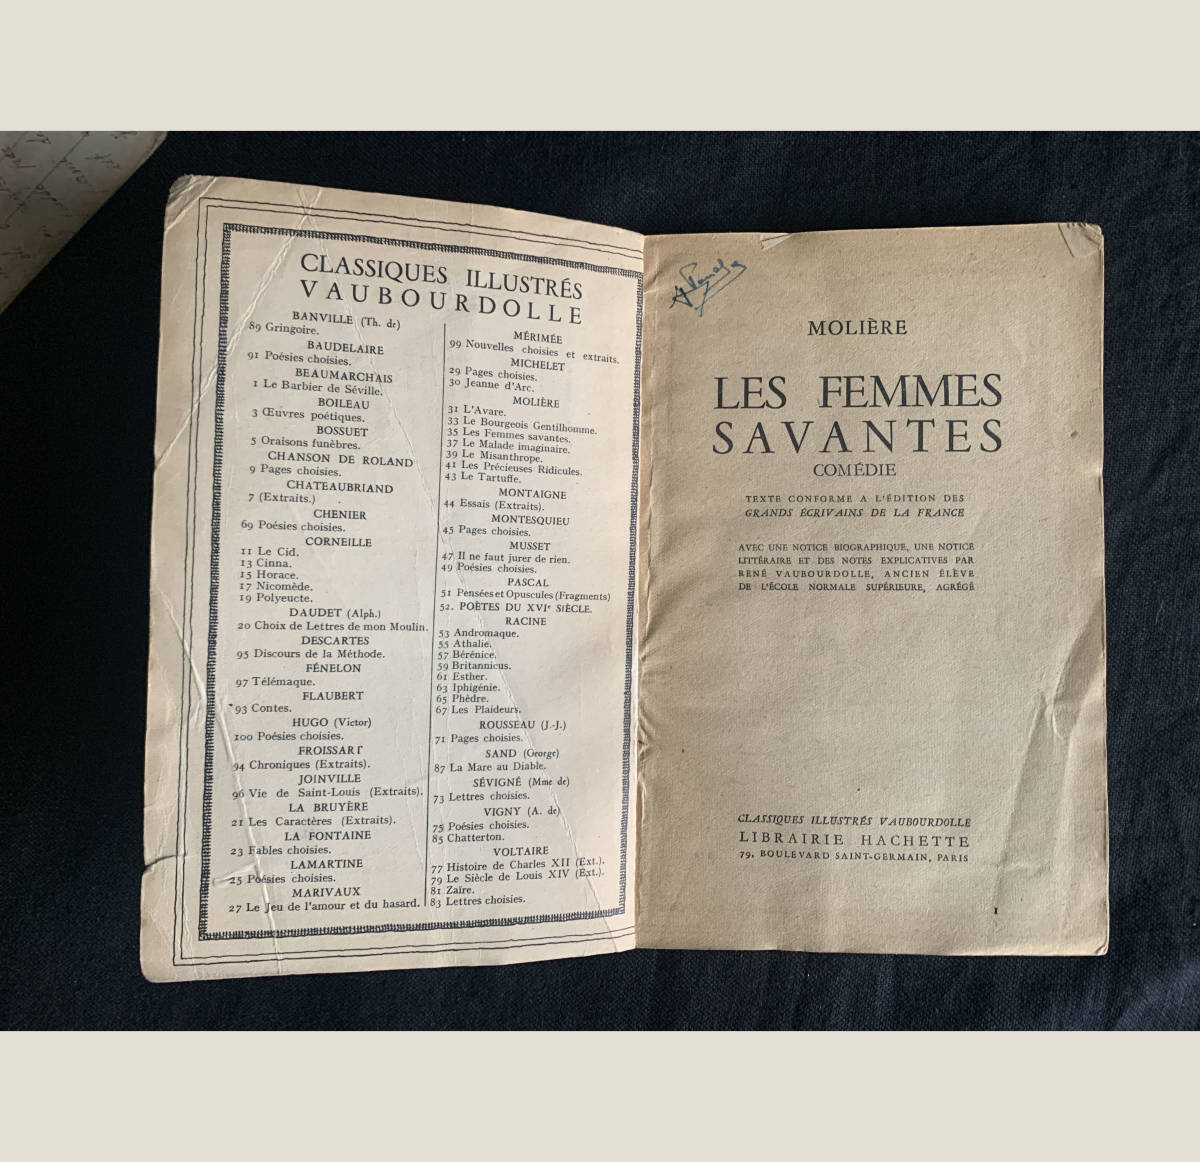 CLASSIQUES ILLUSTRÉS
VAUBOURDOLLE
BANVILLE (Th. de)
89 Gringoire.
BAUDELAIRE
91 Poésies choisies.
BEAUMARCHAIS
1 Le Barbier de Séville.
BOILEAU
3 Œuvres poétiques.
BOSSUET
5 Oraisons funèbres.
CHANSON DE ROLAND
9 Pages choisies.
CHATEAUBRIAND
7 (Extraits.)
CHENIER
69 Poésies choisies.
CORNEILLE
11 Le Cid.
13 Cinna.
15 Horace.
17 Nicomède.
19 Polyeucte.
DAUDET (Alph.)
20 Choix de Lettres de mon Moulin.
DESCARTES
95 Discours de la Méthode.
FÉNELON
97 Télémaque.
FLAUBERT
93 Contes.
HUGO (Victor)
100 Poésies choisies.
FROISSART
94 Chroniques (Extraits).
JOINVILLE
96 Vie de Saint-Louis (Extraits).
LA BRUYÈRE
21 Les Caractères (Extraits).
LA FONTAINE
23 Fables choisies.
LAMARTINE
25 Poésies choisies.
MARIVAUX
27 Le Jeu de l'amour et du hasard.
MÉRIMÉE
99 Nouvelles choisies et extraits.
MICHELET
29 Pages choisies.
30 Jeanne d'Arc.
MOLIÈRE
31 L'Avare.
33 Le Bourgeois Gentilhomme.
35 Les Femmes savantes.
37 Le Malade imaginaire.
39 Le Misanthrope.
41 Les Précieuses Ridicules.
43 Le Tartuffe.
MONTAIGNE
44 Essais (Extraits).
MONTESQUIEU
45 Pages choisies.
MUSSET
47 Il ne faut jurer de rien.
49 Poésies choisies.
PASCAL
51 Pensées et Opuscules (Fragments)
52. POÈTES DU XVIe SIÈCLE.
RACINE
53 Andromaque.
55 Athalie.
57 Bérénice.
59 Britannicus.
61 Esther.
63 Iphigénie.
65 Phèdre.
67 Les Plaideurs.
ROUSSEAU (J.-J.)
71 Pages choisies.
SAND (George)
87 La Mare au Diable.
SÉVIGNÉ (Mme de)
73 Lettres choisies.
VIGNY (A. de)
75 Poésies choisies.
85 Chatterton.
VOLTAIRE
77 Histoire de Charles XII (Ext.).
79 Le Siècle de Louis XIV (Ext.).
81 Zaïre.
83 Lettres choisies.
MOLIÈRE
LES FEMMES
SAVANTES
COMÉDIE
TEXTE CONFORME A L'ÉDITION DES
GRANDS ÉCRIVAINS DE LA FRANCE
AVEC UNE NOTICE BIOGRAPHIQUE, UNE NOTICE
LITTÉRAIRE ET DES NOTES EXPLICATIVES PAR
RENÉ VAUBOURDOLLE, ANCIEN ÉLÈVE
DE L'ÉCOLE NORMALE SUPÉRIEURE, AGRÉGÉ
CLASSIQUES ILLUSTRÉS VAUBOURDOLLE
LIBRAIRIE HACHETTE
79, BOULEVARD SAINT-GERMAIN, PARIS
1